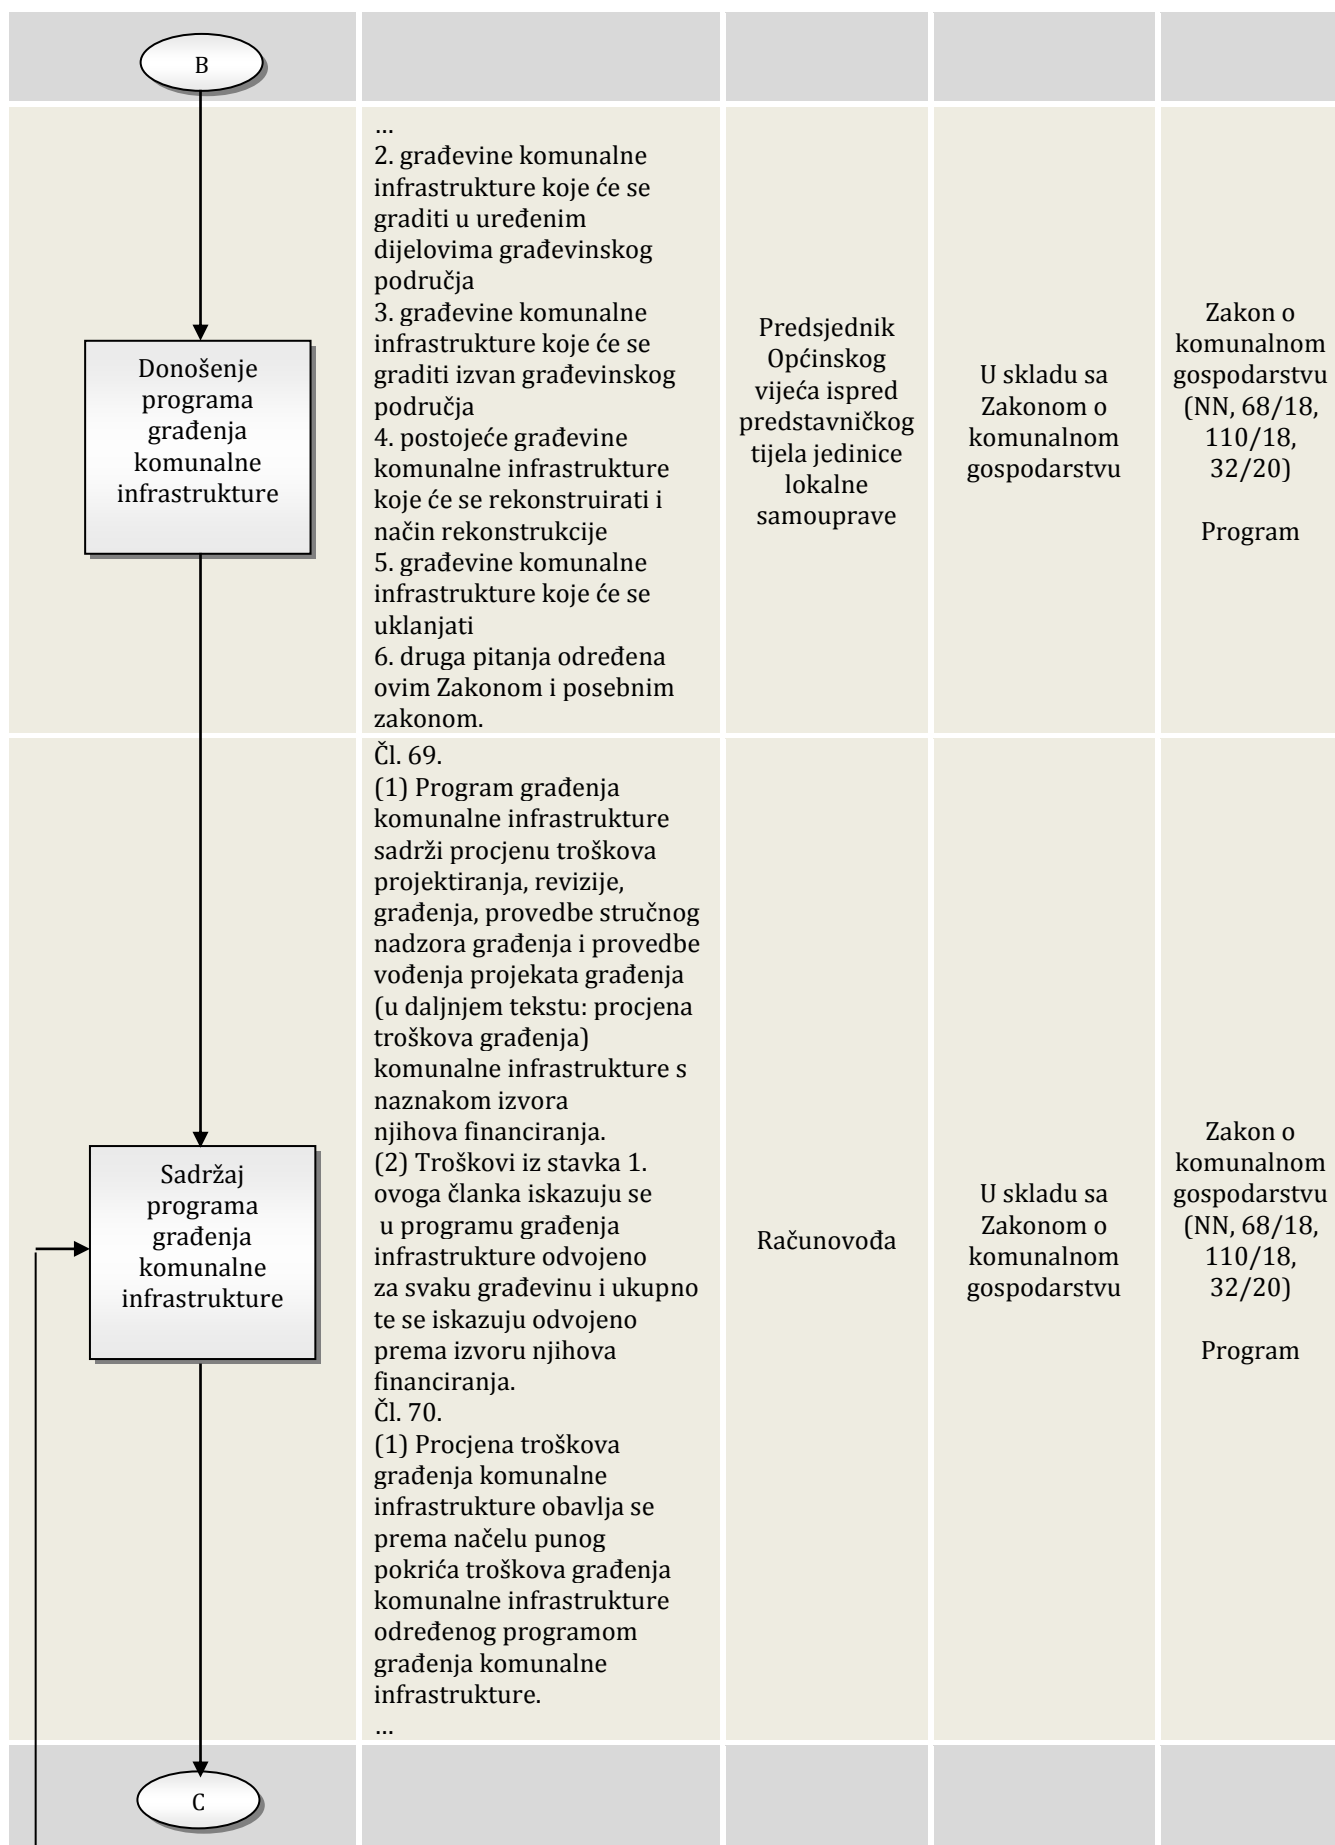 B
Donošenje
programa
građenja
komunalne
infrastrukture
…
2. građevine komunalne
infrastrukture koje će se
graditi u uređenim
dijelovima građevinskog
područja
3. građevine komunalne
infrastrukture koje će se
graditi izvan građevinskog
područja
4. postojeće građevine
komunalne infrastrukture
koje će se rekonstruirati i
način rekonstrukcije
5. građevine komunalne
infrastrukture koje će se
uklanjati
6. druga pitanja određena
ovim Zakonom i posebnim
zakonom.
Predsjednik
Općinskog
vijeća ispred
predstavničkog
tijela jedinice
lokalne
samouprave
U skladu sa
Zakonom o
komunalnom
gospodarstvu
Zakon o
komunalnom
gospodarstvu
(NN, 68/18,
110/18,
32/20)
Program
Sadržaj
programa
građenja
komunalne
infrastrukture
Čl. 69.
(1) Program građenja
komunalne infrastrukture
sadrži procjenu troškova
projektiranja, revizije,
građenja, provedbe stručnog
nadzora građenja i provedbe
vođenja projekata građenja
(u daljnjem tekstu: procjena
troškova građenja)
komunalne infrastrukture s
naznakom izvora
njihova financiranja.
(2) Troškovi iz stavka 1.
ovoga članka iskazuju se
u programu građenja
infrastrukture odvojeno
za svaku građevinu i ukupno
te se iskazuju odvojeno
prema izvoru njihova
financiranja.
Čl. 70.
(1) Procjena troškova
građenja komunalne
infrastrukture obavlja se
prema načelu punog
pokrića troškova građenja
komunalne infrastrukture
određenog programom
građenja komunalne
infrastrukture.
…
Računovođa
U skladu sa
Zakonom o
komunalnom
gospodarstvu
Zakon o
komunalnom
gospodarstvu
(NN, 68/18,
110/18,
32/20)
Program
C